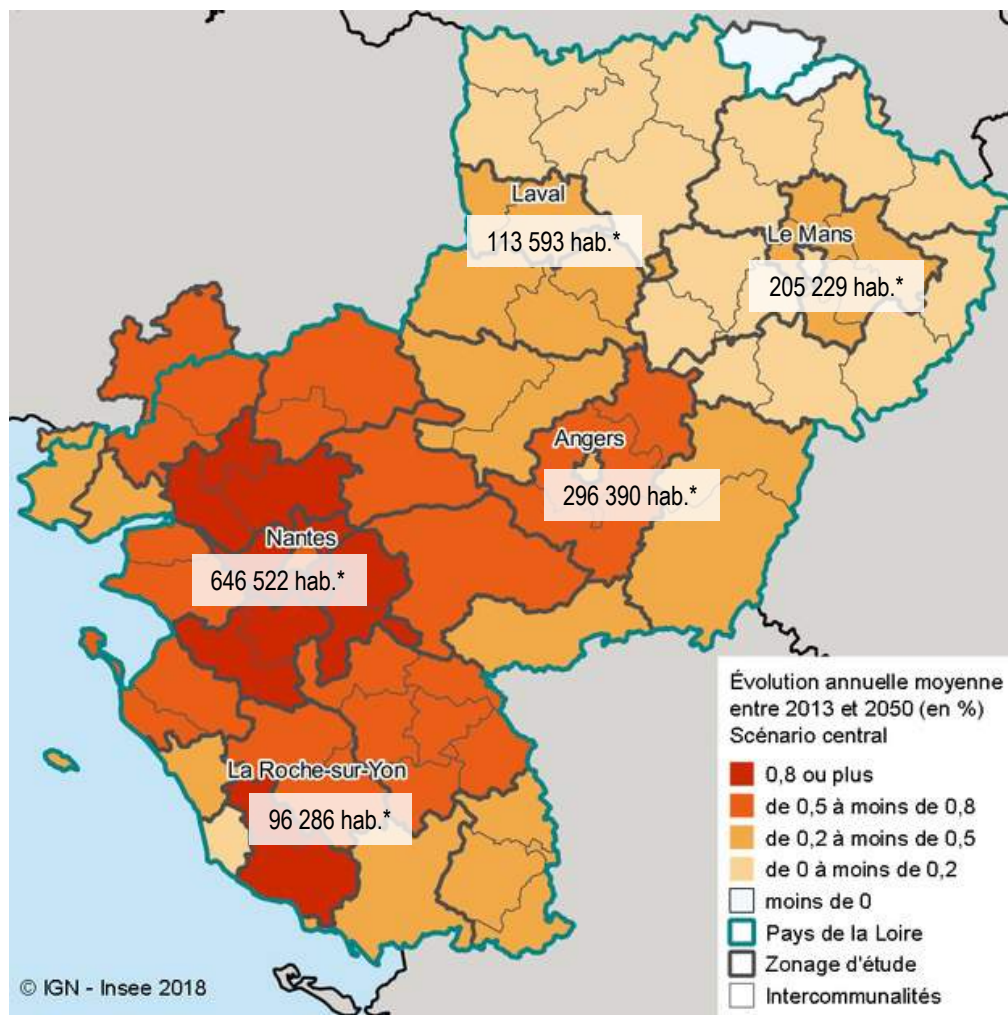 Laval
113 593 hab.*
Le Mans
205 229 hab.*
Angers
296 390 hab.*
Nantes
646 522 hab.*
La Roche-sur-Yon
96 286 hab.*
Évolution annuelle moyenne
entre 2013 et 2050 (en %)
Scénario central
0,8 ou plus
de 0,5 à moins de 0,8
de 0,2 à moins de 0,5
de 0 à moins de 0,2
moins de 0
Pays de la Loire
Zonage d'étude
Intercommunalités
© IGN - Insee 2018